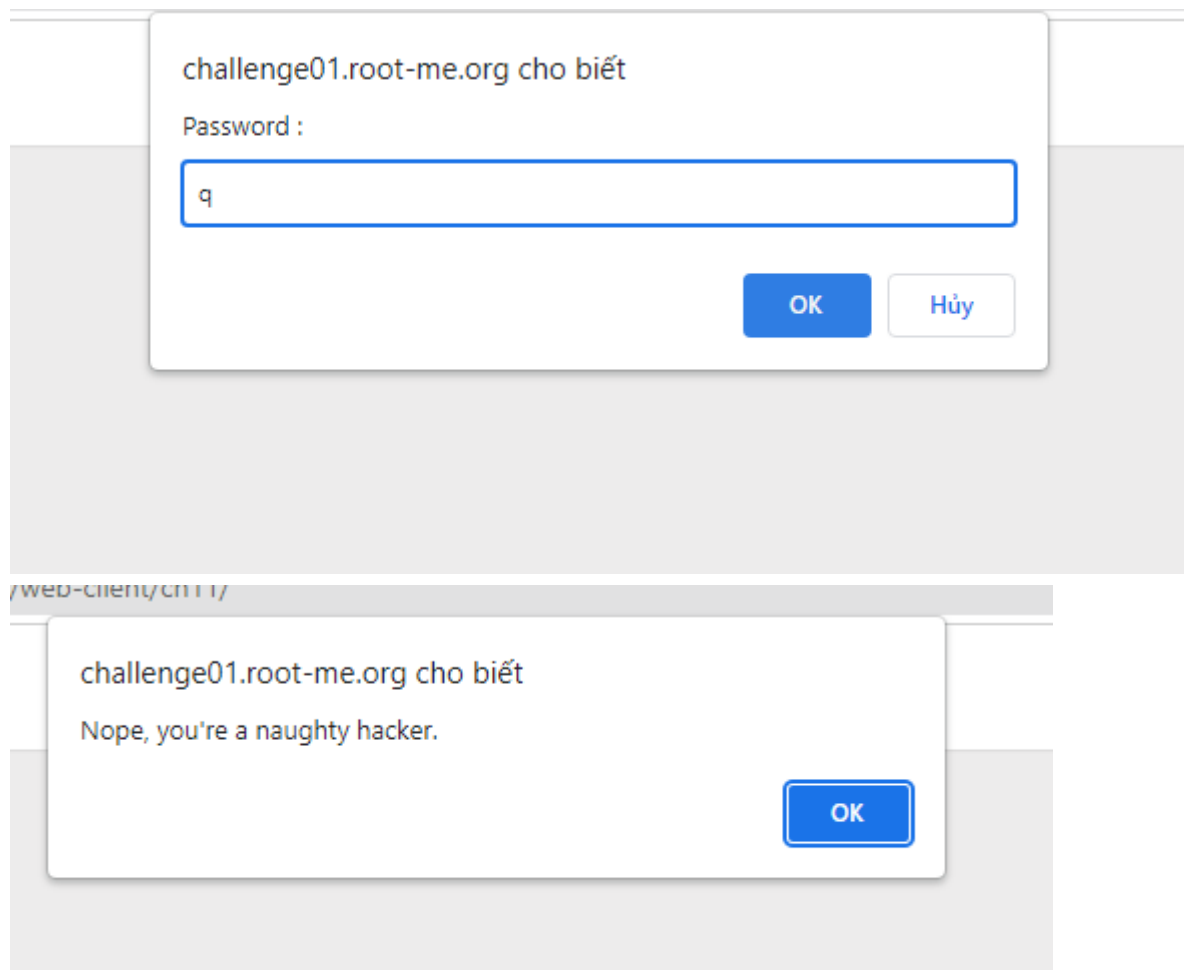 challenge01.root-me.org cho biết
Password :
q
OK
Hủy
/web-client/ch11/
challenge01.root-me.org cho biết
Nope, you're a naughty hacker.
OK